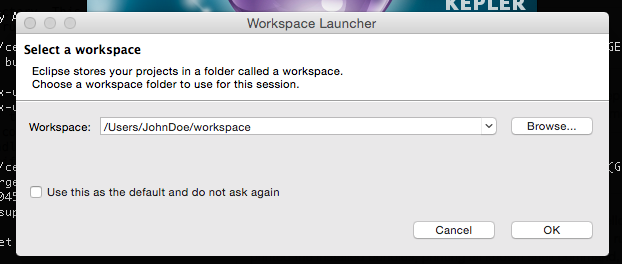 KEPLER
Workspace Launcher
Select a workspace
Eclipse stores your projects in a folder called a workspace.
Choose a workspace folder to use for this session.
Workspace: /Users/JohnDoe/workspace Browse...
Use this as the default and do not ask again
Cancel OK